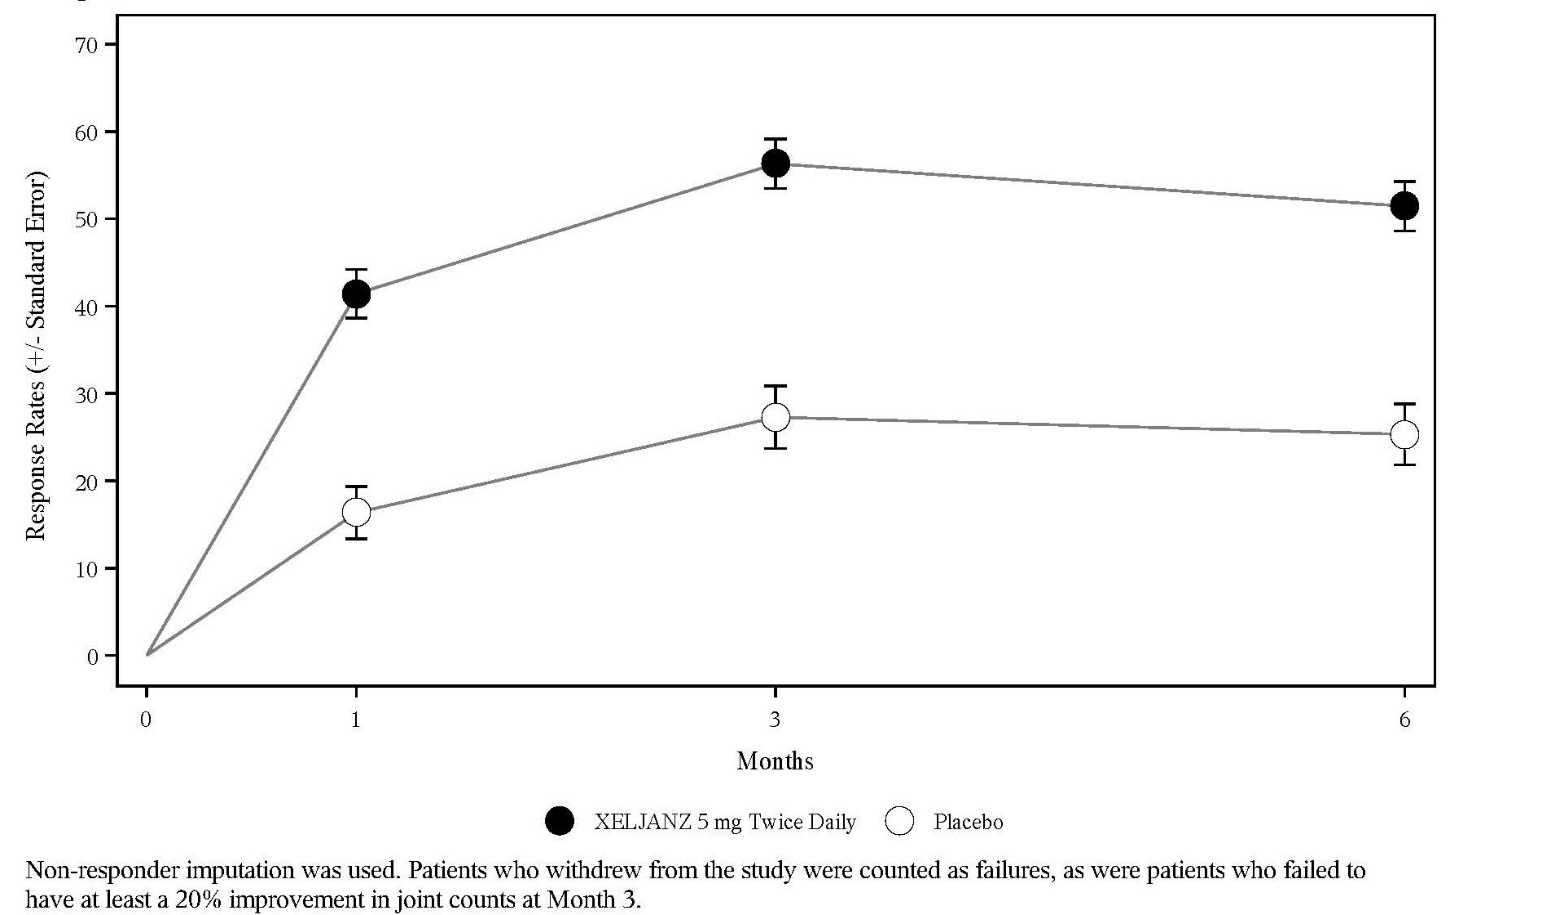 70
60
50
40
30
20
10
0
Response Rates (+/- Standard Error)
0 1 3 6
Months
XELJANZ 5 mg Twice Daily Placebo
Non-responder imputation was used. Patients who withdrew from the study were counted as failures, as were patients who failed to
have at least a 20% improvement in joint counts at Month 3.